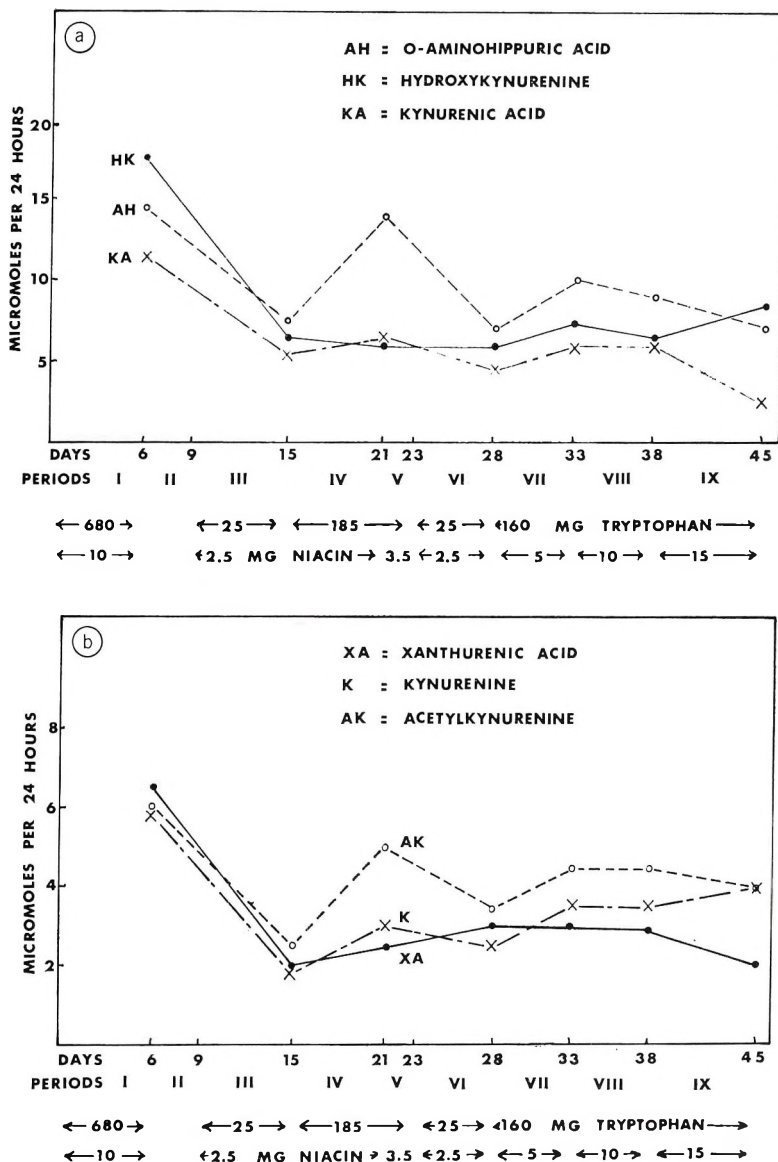 a
AH = O-AMINOHIPPURIC ACID
HK = HYDROXYKYNURENINE
KA = KYNURENIC ACID
MICROMOLES PER 24 HOURS
20
15
10
5
HK
AH
KA
DAYS 6 9 15 21 23 28 33 38 45
PERIODS I II III IV V VI VII VIII IX
←680→ ←25→ ←185→ ←25→ ←160 MG TRYPTOPHAN→
←10→ ←2.5 MG NIACIN→ 3.5 ←2.5→ ←5→ ←10→ ←15→
b
XA = XANTHURENIC ACID
K = KYNURENINE
AK = ACETYLKYNURENINE
MICROMOLES PER 24 HOURS
8
6
4
2
AK
K
XA
DAYS 6 9 15 21 23 28 33 38 45
PERIODS I II III IV V VI VII VIII IX
←680→ ←25→ ←185→ ←25→ ←160 MG TRYPTOPHAN→
←10→ ←2.5 MG NIACIN→ 3.5 ←2.5→ ←5→ ←10→ ←15→